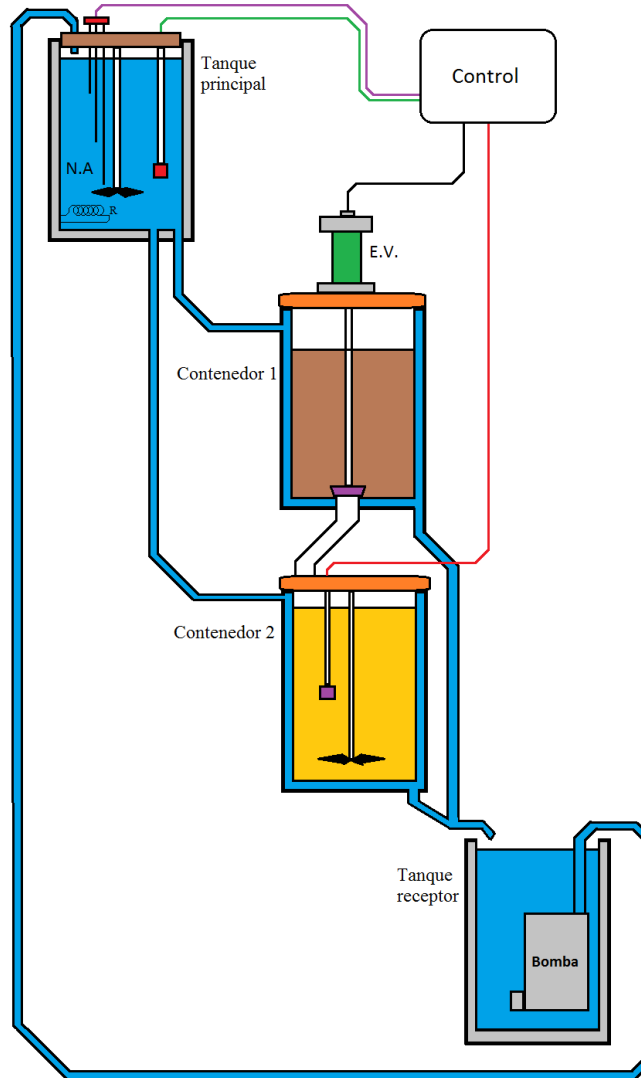 Tanque
principal
Control
N.A
R
E.V.
Contenedor 1
Contenedor 2
Tanque
receptor
Bomba